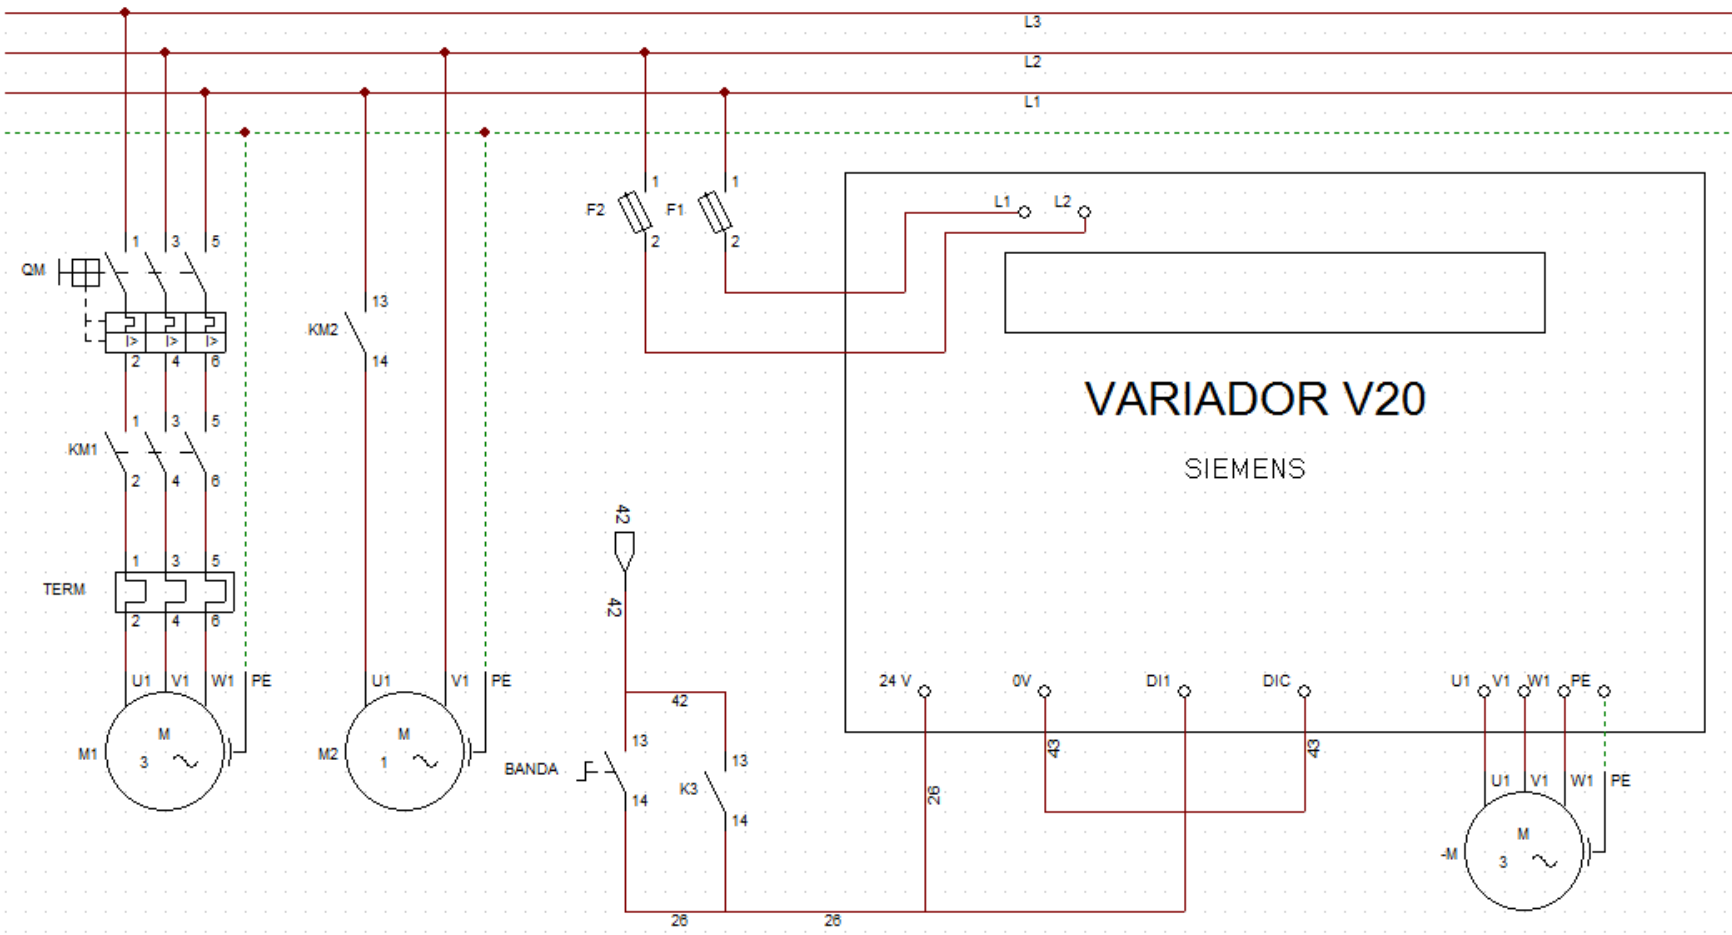 L3
L2
L1
1 3 5
QM
I> I> I>
2 4 6
1 3 5
KM1
2 4 6
1 3 5
TERM
2 4 6
U1 V1 W1 PE
M1
M
3
13
KM2
14
U1 V1 PE
M2
M
1
1 1
F2 F1
2 2
L1 L2
VARIADOR V20
SIEMENS
42
42
42
13
BANDA
14
13
K3
14
26 26
24 V 0V DI1 DIC U1 V1 W1 PE
26
43 43
U1 V1 W1 PE
-M
M
3